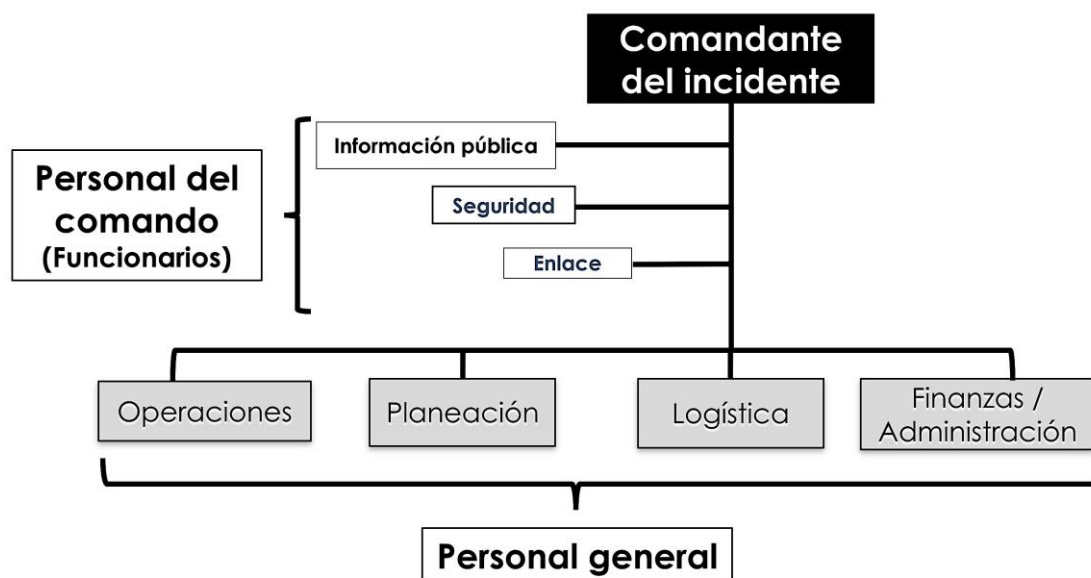 Comandante
del incidente
Información pública
Personal del
comando
(Funcionarios)
Seguridad
Enlace
Operaciones
Planeación
Logística
Finanzas /
Administración
Personal general